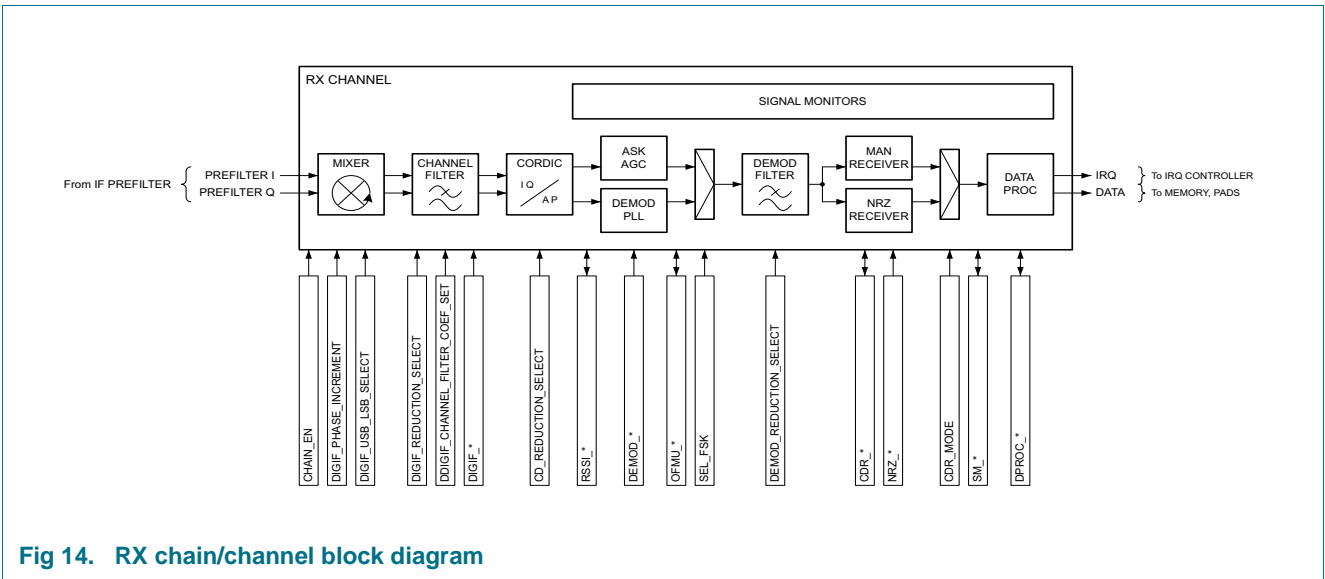 RX CHANNEL
SIGNAL MONITORS
From IF PREFILTER
PREFILTER I
PREFILTER Q
MIXER
CHANNEL
FILTER
CORDIC
I Q
A P
ASK
AGC
DEMOD
PLL
DEMOD
FILTER
MAN
RECEIVER
NRZ
RECEIVER
DATA
PROC
IRQ
DATA
To IRQ CONTROLLER
To MEMORY, PADS
CHAIN_EN
DIGIF_PHASE_INCREMENT
DIGIF_USB_LSB_SELECT
DIGIF_REDUCTION_SELECT
DDIGIF_CHANNEL_FILTER_COEF_SET
DIGIF_*
CD_REDUCTION_SELECT
RSSI_*
DEMOD_*
OFMU_*
SEL_FSK
DEMOD_REDUCTION_SELECT
CDR_*
NRZ_*
CDR_MODE
SM_*
DPROC_*
Fig 14. RX chain/channel block diagram